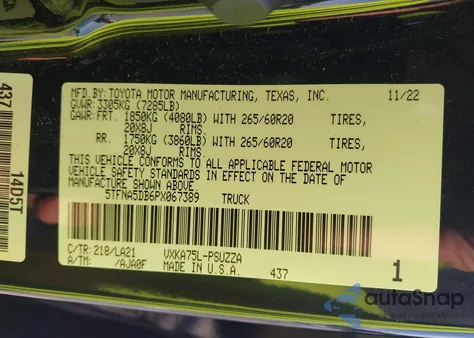 MFD.BY:TOYOTA MOTOR MANUFACTURING, TEXAS, INC. 11/22
GVWR:3305KG (7285LB)
GAWR:FRT. 1850KG (4080LB) WITH 265/60R20 TIRES,
20X8J RIMS
RR. 1750KG (3860LB) WITH 265/60R20 TIRES,
20X8J RIMS
THIS VEHICLE CONFORMS TO ALL APPLICABLE FEDERAL MOTOR
VEHICLE SAFETY STANDARDS IN EFFECT ON THE DATE OF
MANUFACTURE SHOWN ABOVE.
5TFNA5DB6PX067389 TRUCK
C/TR:218/LA21 VXKA75L-PSUZZA
A/TM: /AJA0F MADE IN U.S.A. 437 1
437 14D5T
autoSnap